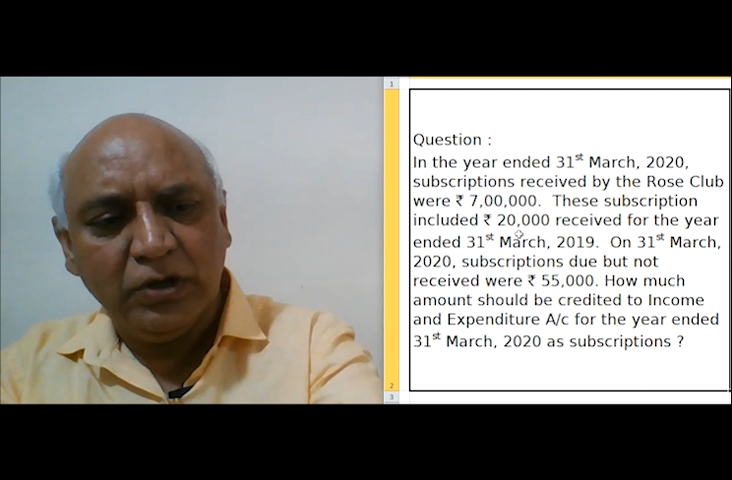 1
Question :
In the year ended 31st March, 2020,
subscriptions received by the Rose Club
were ₹ 7,00,000. These subscription
included ₹ 20,000 received for the year
ended 31st March, 2019. On 31st March,
2020, subscriptions due but not
received were ₹ 55,000. How much
amount should be credited to Income
and Expenditure A/c for the year ended
31st March, 2020 as subscriptions ?
2
3